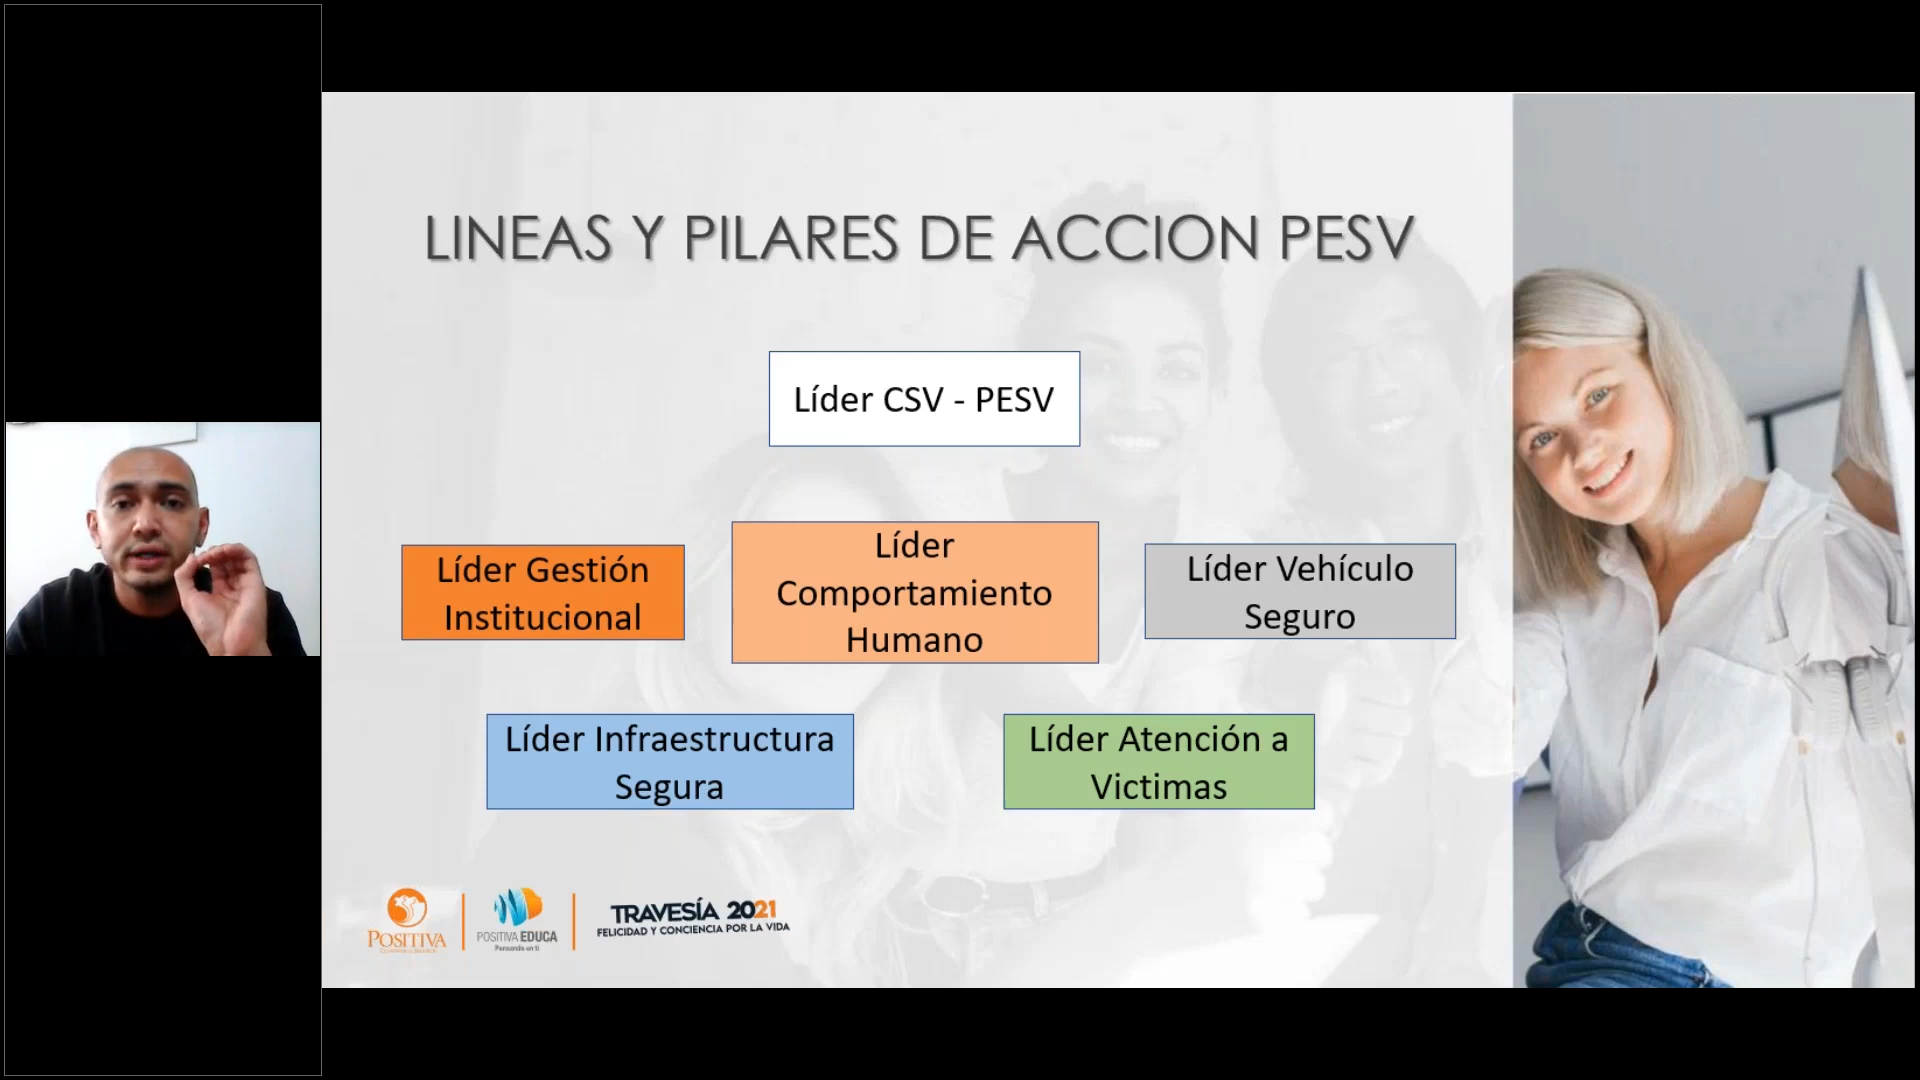 LINEAS Y PILARES DE ACCION PESV
Líder CSV - PESV
Líder Gestión
Institucional
Líder
Comportamiento
Humano
Líder Vehículo
Seguro
Líder Infraestructura
Segura
Líder Atención a
Victimas
POSITIVA
POSITIVA EDUCA
Pensando en ti
TRAVESÍA 2021
FELICIDAD Y CONCIENCIA POR LA VIDA